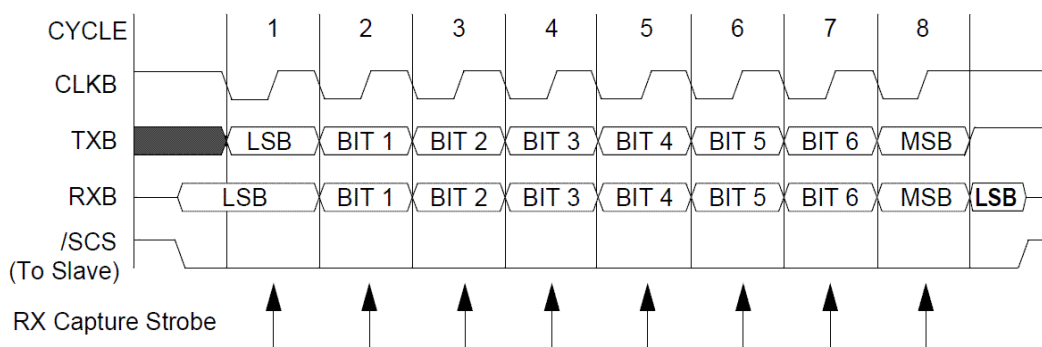 CYCLE 1 2 3 4 5 6 7 8
CLKB
TXB LSB BIT 1 BIT 2 BIT 3 BIT 4 BIT 5 BIT 6 MSB
RXB LSB BIT 1 BIT 2 BIT 3 BIT 4 BIT 5 BIT 6 MSB LSB
/SCS
(To Slave)
RX Capture Strobe